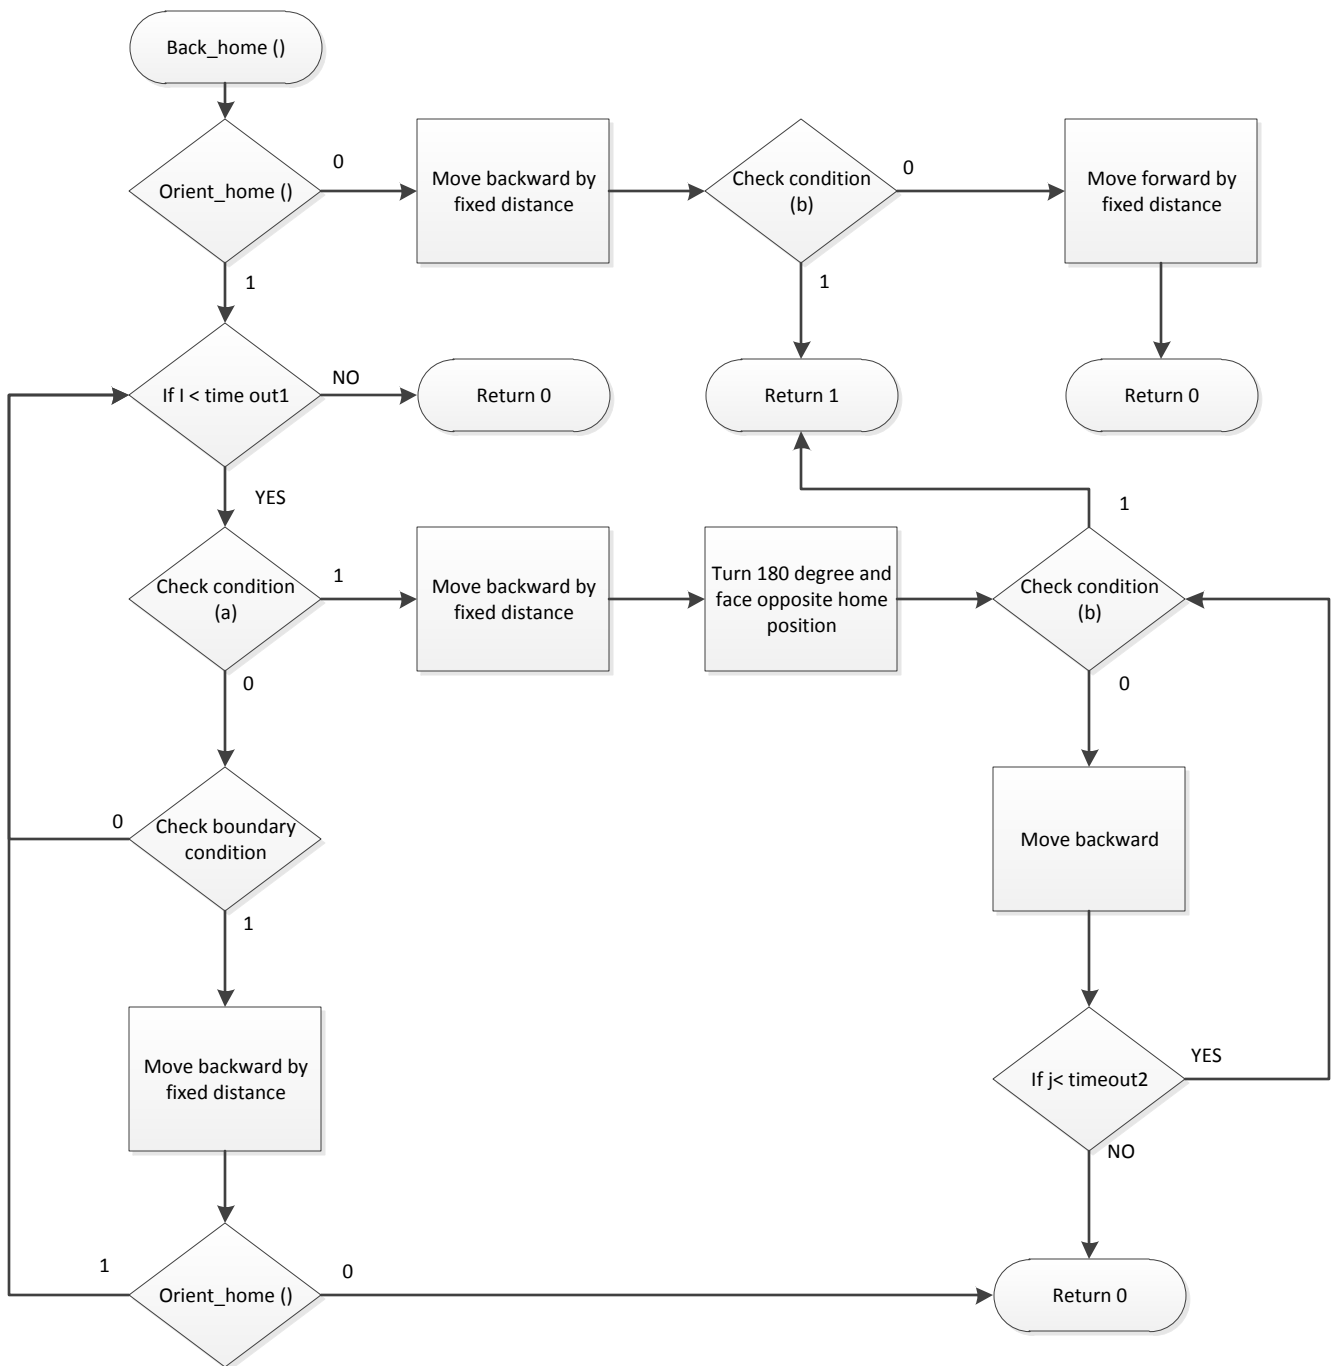 Back_home ()
Orient_home ()
0
Move backward by
fixed distance
Check condition
(b)
0
Move forward by
fixed distance
1
1
If I < time out1
NO
Return 0
Return 1
Return 0
YES
1
Check condition
(a)
1
Move backward by
fixed distance
Turn 180 degree and
face opposite home
position
Check condition
(b)
0
0
0
Check boundary
condition
Move backward
1
Move backward by
fixed distance
If j< timeout2
YES
NO
1
Orient_home ()
0
Return 0